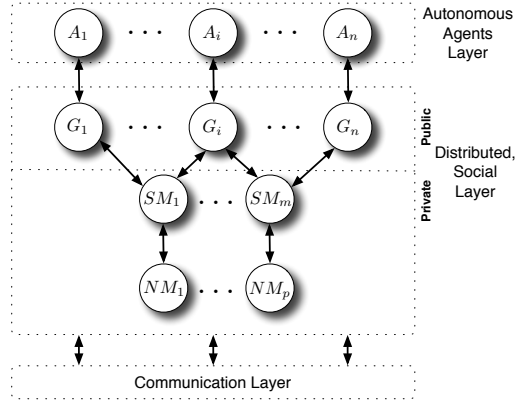 A₁ · · · Aᵢ · · · Aₙ
Autonomous
Agents
Layer
G₁ · · · Gᵢ · · · Gₙ
Public
Distributed,
Social
Layer
Private
SM₁ · · · SMₘ
NM₁ · · · NMₚ
Communication Layer